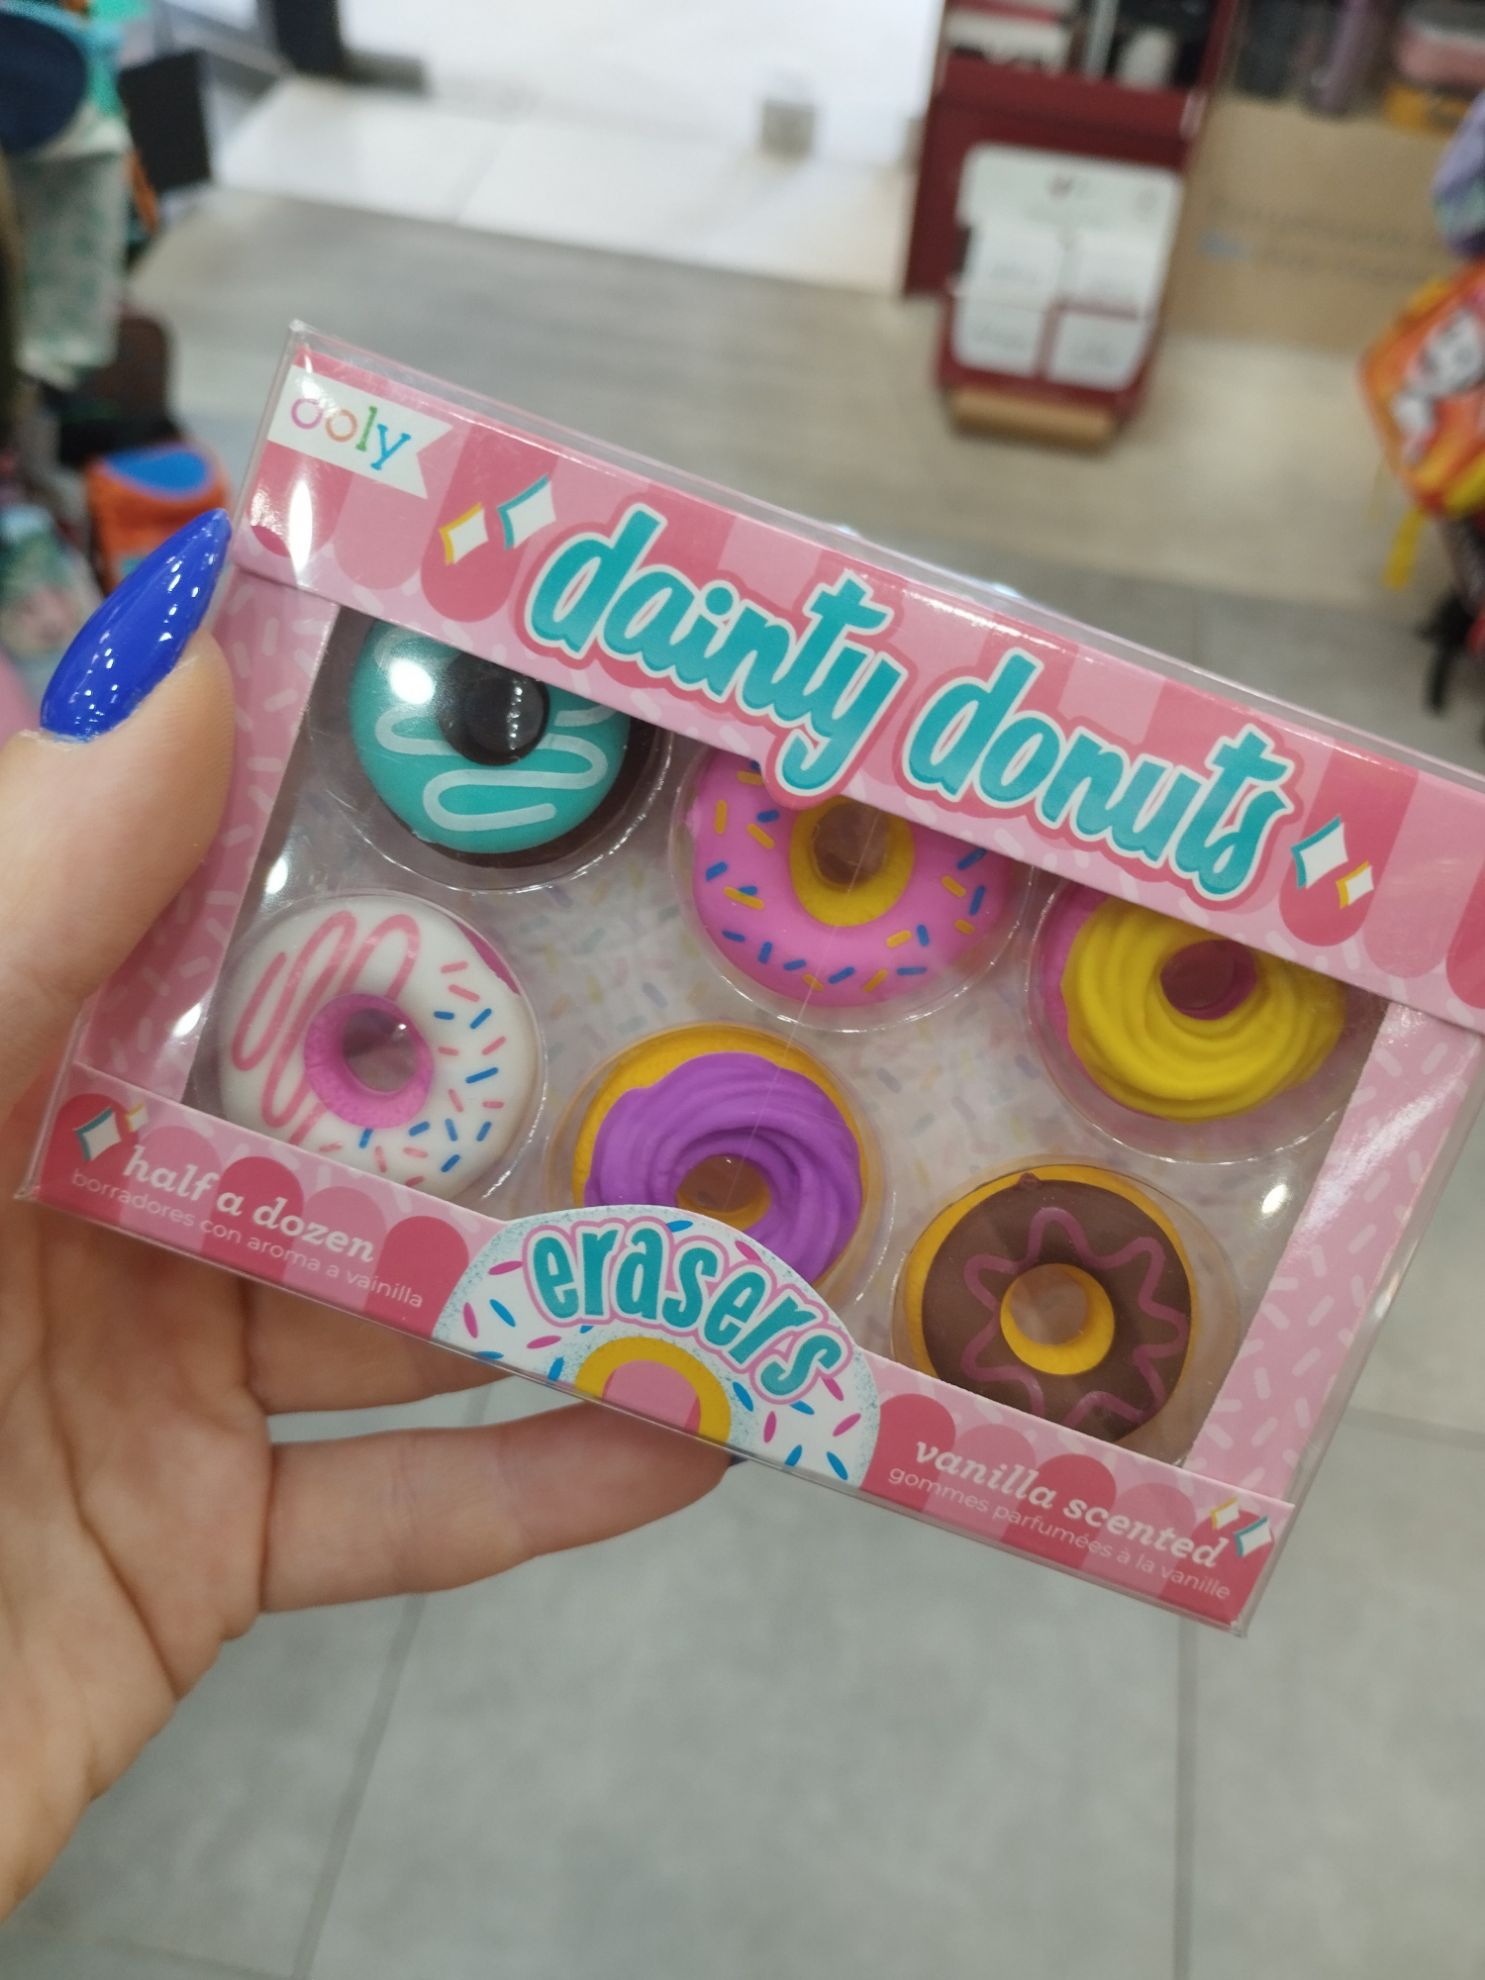 ooly
dainty donuts
half a dozen
borradores con aroma a vainilla
erasers
vanilla scented
gommes parfumées à la vanille